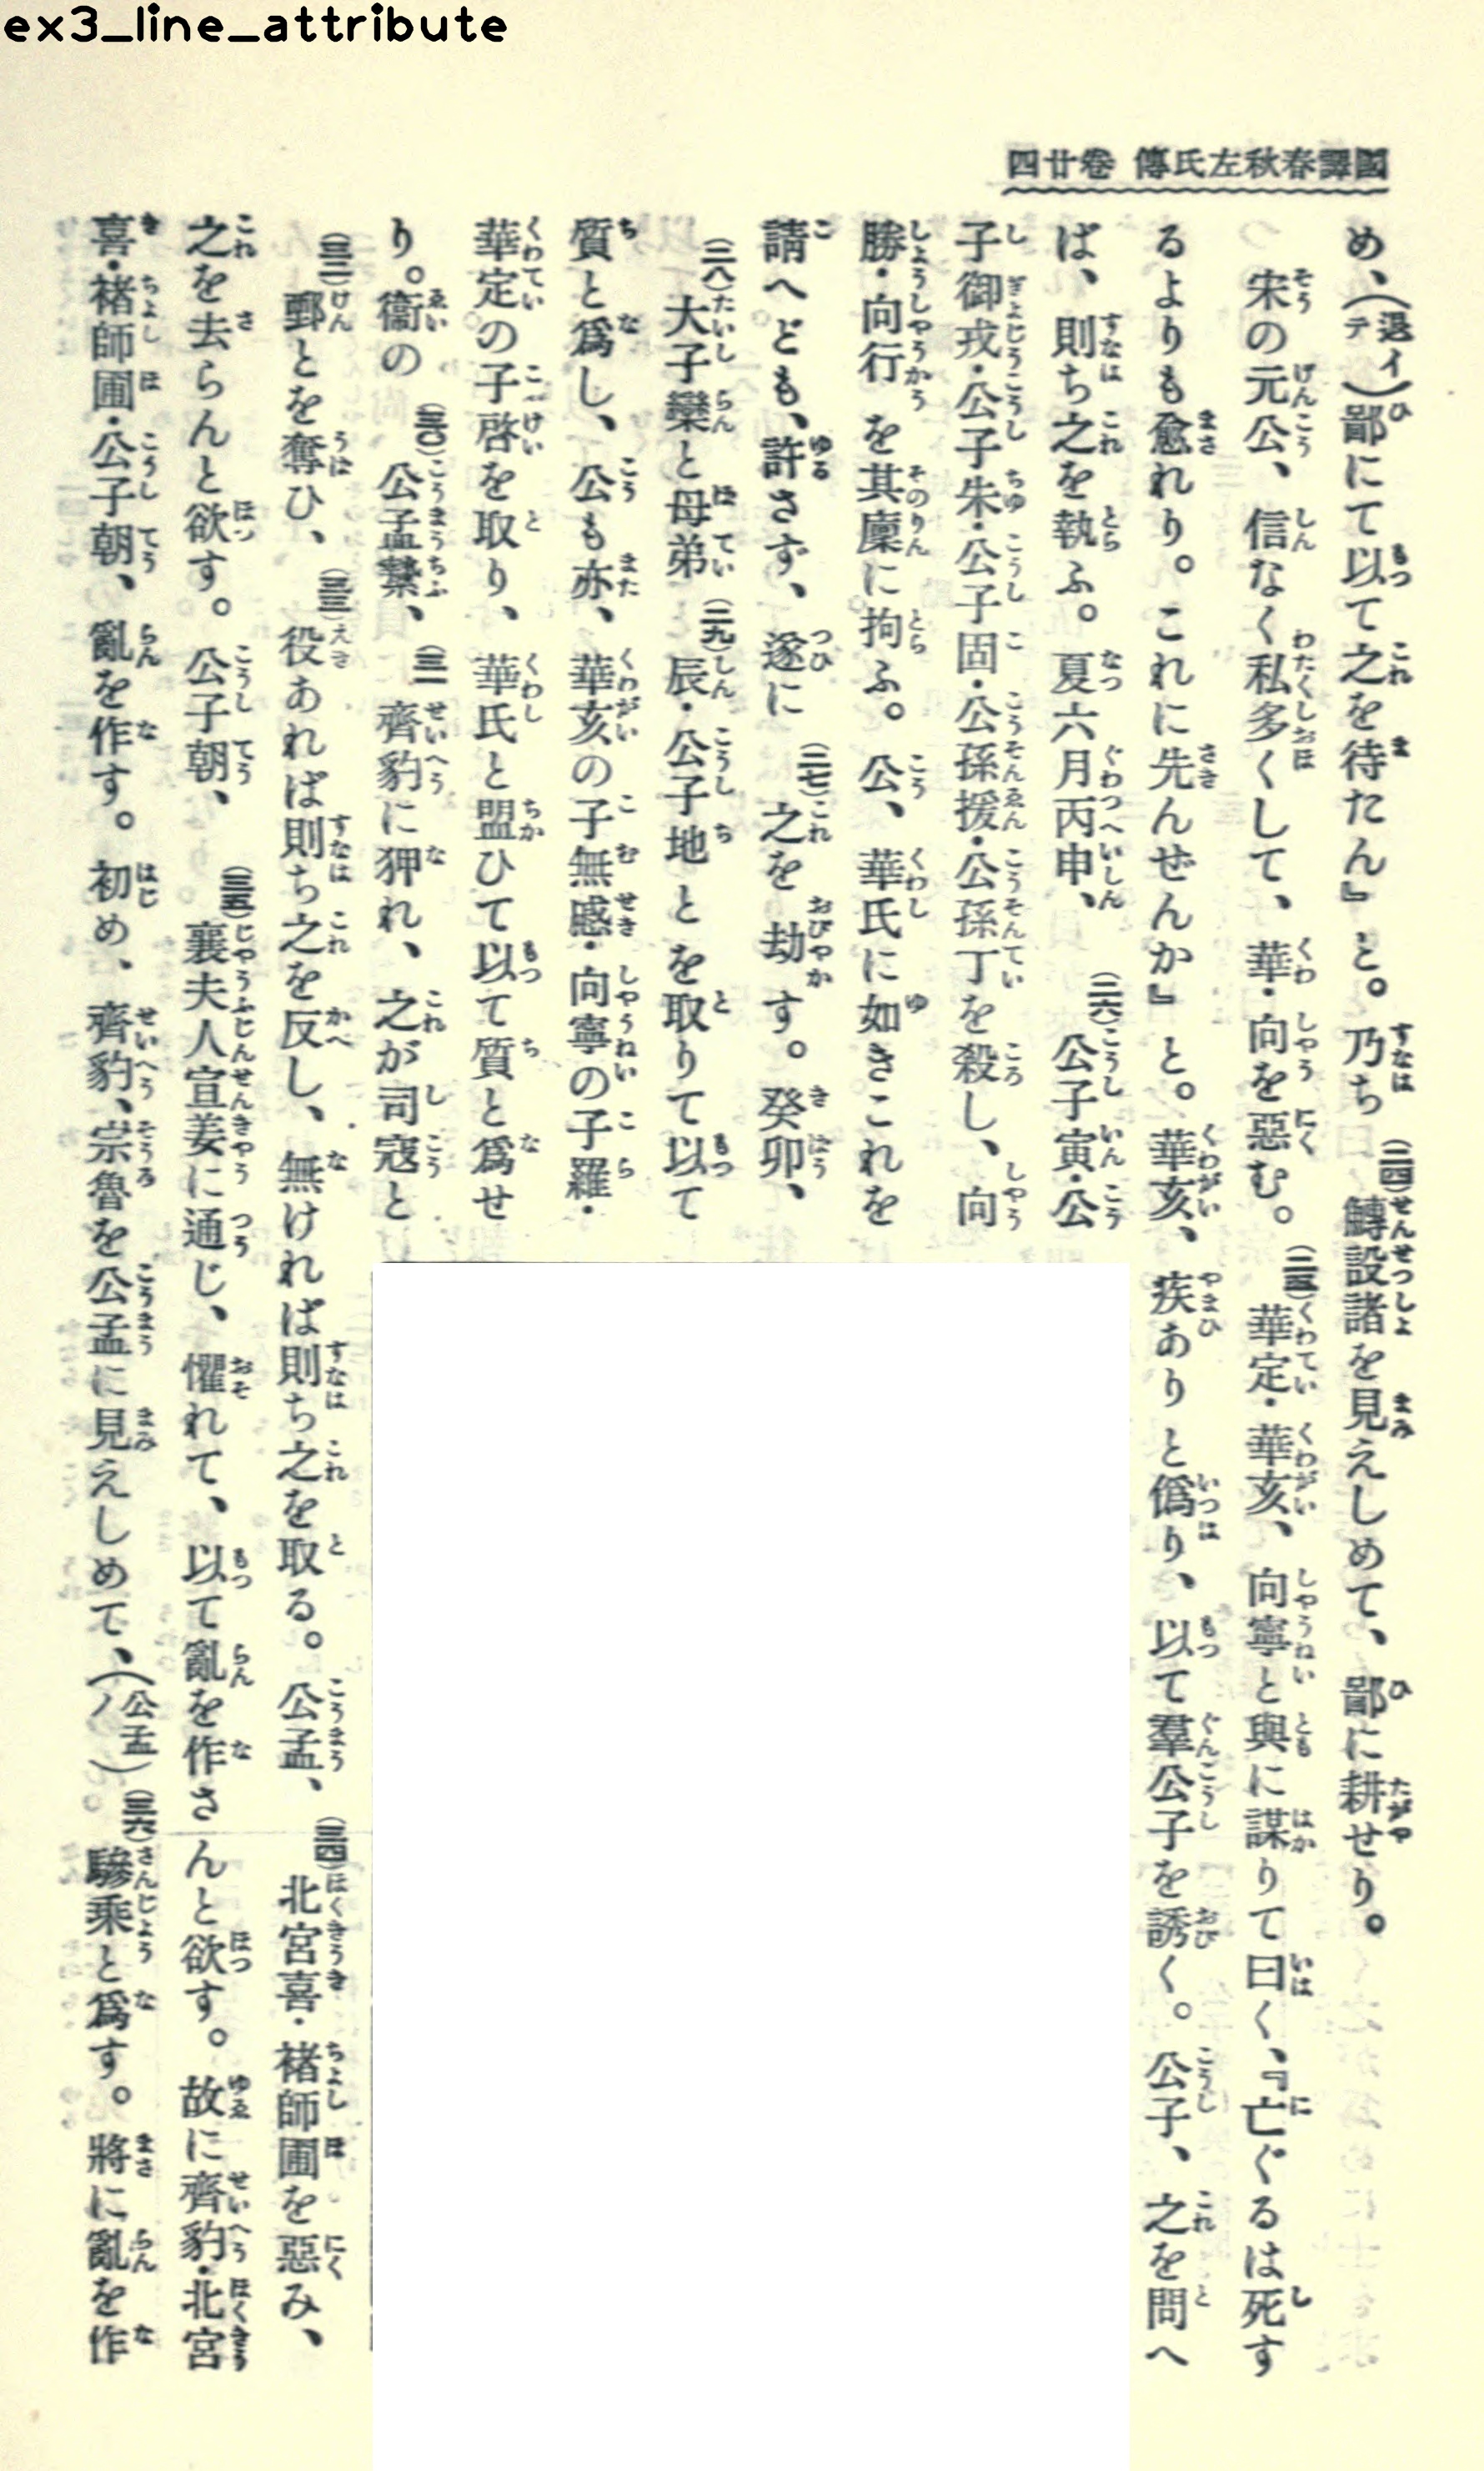 ex3_line_attribute
國譯春秋左氏傳 卷廿四
め、(退イテ)鄙にて以て之を待たん』と。乃ち(二四)鱄設諸を見えしめて、鄙に耕せり。
宋の元公、信なく私多くして、華・向を惡む。(二五)華定・華亥、向寧と與に謀りて曰く、『亡ぐるは死す
るよりも愈れり。これに先んぜんか』と。華亥、疾ありと僞り、以て羣公子を誘く。公子、之を問へ
ば、則ち之を執ふ。夏六月丙申、(二六)公子寅・公
子御戎・公子朱・公子固・公孫援・公孫丁を殺し、向
勝・向行を其廩に拘ふ。公、華氏に如きこれを
請へども、許さず、遂に(二七)之を劫す。癸卯、
(二八)大子欒と母弟(二九)辰・公子地とを取りて以て
質と爲し、公も亦、華亥の子無慼・向寧の子羅・
華定の子啓を取り、華氏と盟ひて以て質と爲せ
り。衞の(三〇)公孟縶、(三一)齊豹に狎れ、之が司寇と
(三二)鄄とを奪ひ、(三三)役あれば則ち之を反し、無ければ則ち之を取る。公孟、(三四)北宮喜・褚師圃を惡み、
之を去らんと欲す。公子朝、(三五)襄夫人宣姜に通じ、懼れて、以て亂を作さんと欲す。故に齊豹・北宮
喜・褚師圃・公子朝、亂を作す。初め、齊豹、宗魯を公孟に見えしめて、(公孟ノ)(三六)驂乘と爲す。將に亂を作